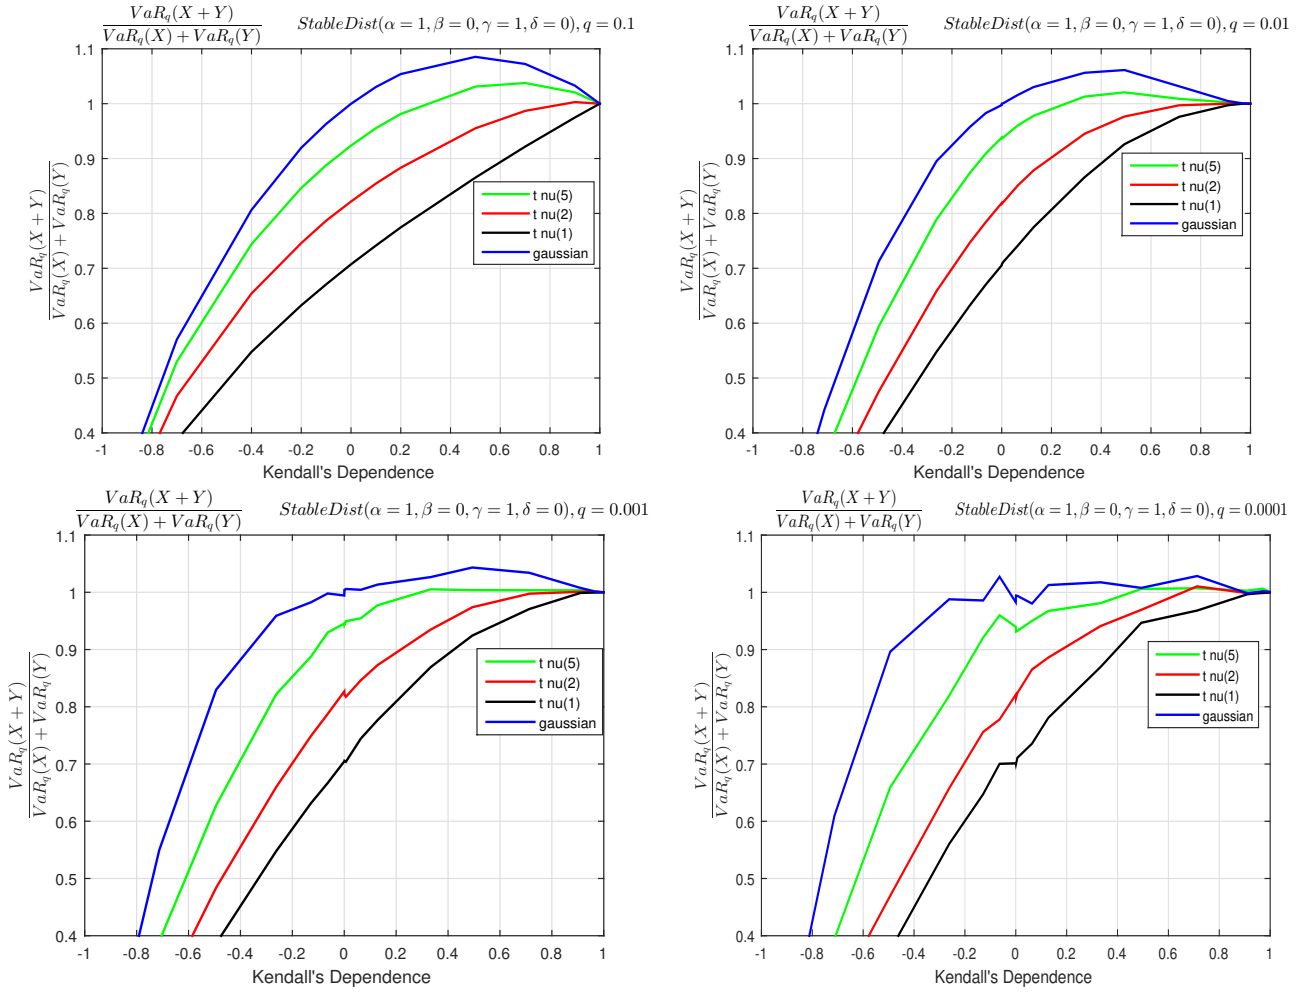 VaR_q(X + Y)
VaR_q(X) + VaR_q(Y)
StableDist(α = 1, β = 0, γ = 1, δ = 0), q = 0.1
1.1
1
0.9
0.8
0.7
0.6
0.5
0.4
VaR_q(X + Y)
VaR_q(X) + VaR_q(Y)
t nu(5)
t nu(2)
t nu(1)
gaussian
-1 -0.8 -0.6 -0.4 -0.2 0 0.2 0.4 0.6 0.8 1
Kendall's Dependence
VaR_q(X + Y)
VaR_q(X) + VaR_q(Y)
StableDist(α = 1, β = 0, γ = 1, δ = 0), q = 0.01
1.1
1
0.9
0.8
0.7
0.6
0.5
0.4
VaR_q(X + Y)
VaR_q(X) + VaR_q(Y)
t nu(5)
t nu(2)
t nu(1)
gaussian
-1 -0.8 -0.6 -0.4 -0.2 0 0.2 0.4 0.6 0.8 1
Kendall's Dependence
VaR_q(X + Y)
VaR_q(X) + VaR_q(Y)
StableDist(α = 1, β = 0, γ = 1, δ = 0), q = 0.001
1.1
1
0.9
0.8
0.7
0.6
0.5
0.4
VaR_q(X + Y)
VaR_q(X) + VaR_q(Y)
t nu(5)
t nu(2)
t nu(1)
gaussian
-1 -0.8 -0.6 -0.4 -0.2 0 0.2 0.4 0.6 0.8 1
Kendall's Dependence
VaR_q(X + Y)
VaR_q(X) + VaR_q(Y)
StableDist(α = 1, β = 0, γ = 1, δ = 0), q = 0.0001
1.1
1
0.9
0.8
0.7
0.6
0.5
0.4
VaR_q(X + Y)
VaR_q(X) + VaR_q(Y)
t nu(5)
t nu(2)
t nu(1)
gaussian
-1 -0.8 -0.6 -0.4 -0.2 0 0.2 0.4 0.6 0.8 1
Kendall's Dependence